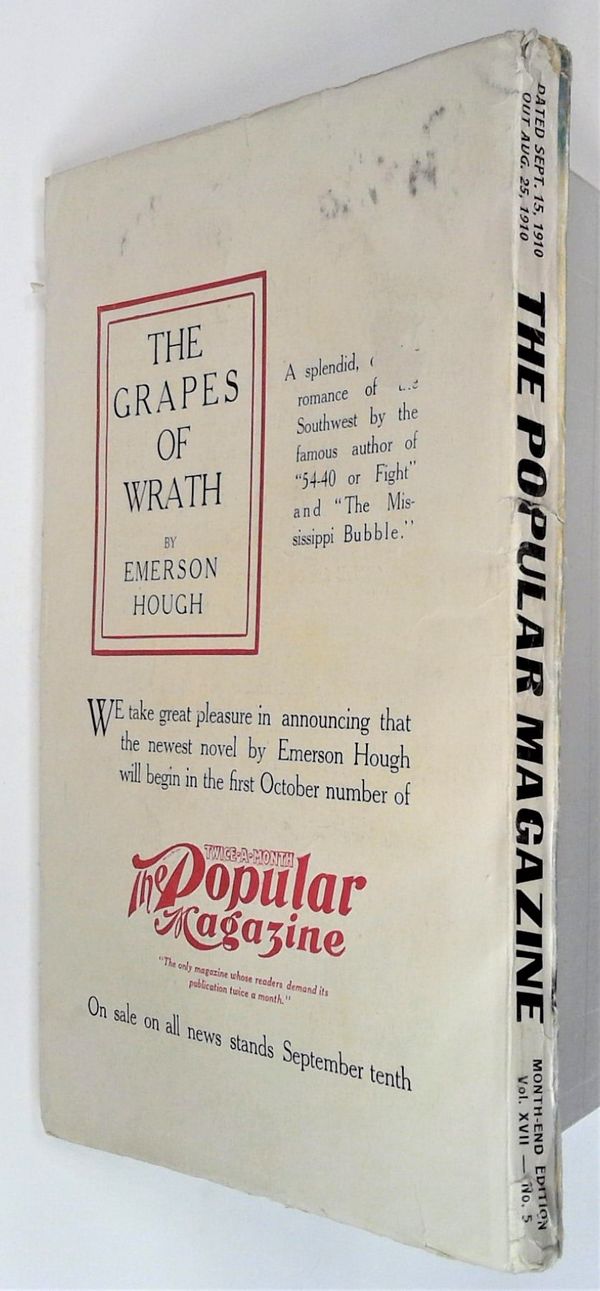 THE
GRAPES
OF
WRATH
BY
EMERSON
HOUGH
A splendid,
romance of the
Southwest by the
famous author of
"54-40 or Fight"
and "The Mis-
sissippi Bubble."
WE take great pleasure in announcing that
the newest novel by Emerson Hough
will begin in the first October number of
TWICE-A-MONTH
The Popular
Magazine
"The only magazine whose readers demand its
publication twice a month."
On sale on all news stands September tenth
DATED SEPT. 15, 1910
OUT AUG. 25, 1910
THE POPULAR MAGAZINE
MONTH-END EDITION
Vol. XVII — No. 5